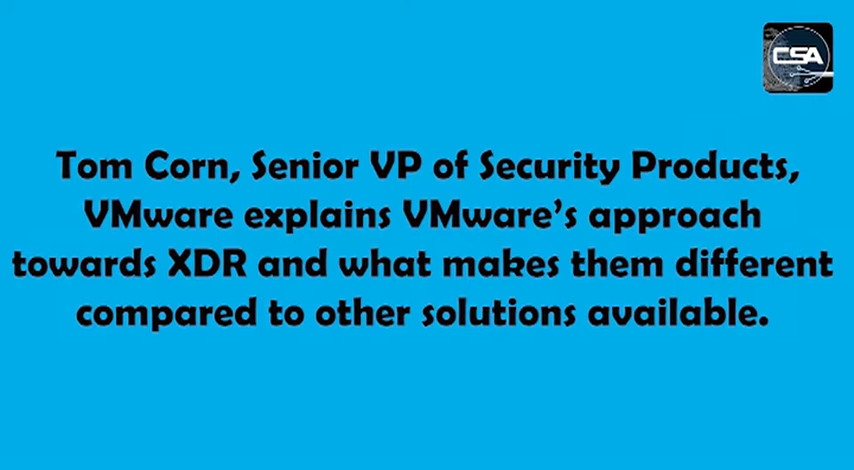 CSA
Tom Corn, Senior VP of Security Products,
VMware explains VMware's approach
towards XDR and what makes them different
compared to other solutions available.